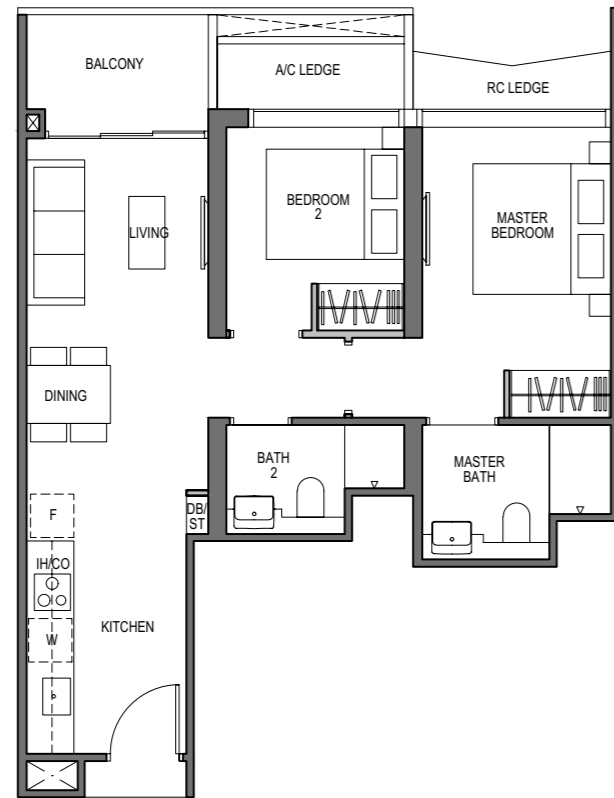 BALCONY
A/C LEDGE
RC LEDGE
BEDROOM
2
LIVING
MASTER
BEDROOM
DINING
BATH
2
MASTER
BATH
F
DB/
ST
IH/CO
W
KITCHEN